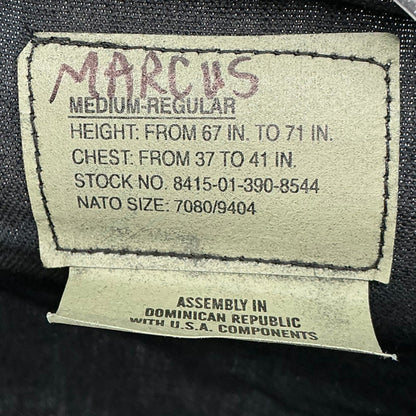 MARCUS
MEDIUM-REGULAR
HEIGHT: FROM 67 IN. TO 71 IN.
CHEST: FROM 37 TO 41 IN.
STOCK NO. 8415-01-390-8544
NATO SIZE: 7080/9404
ASSEMBLY IN
DOMINICAN REPUBLIC
WITH U.S.A. COMPONENTS